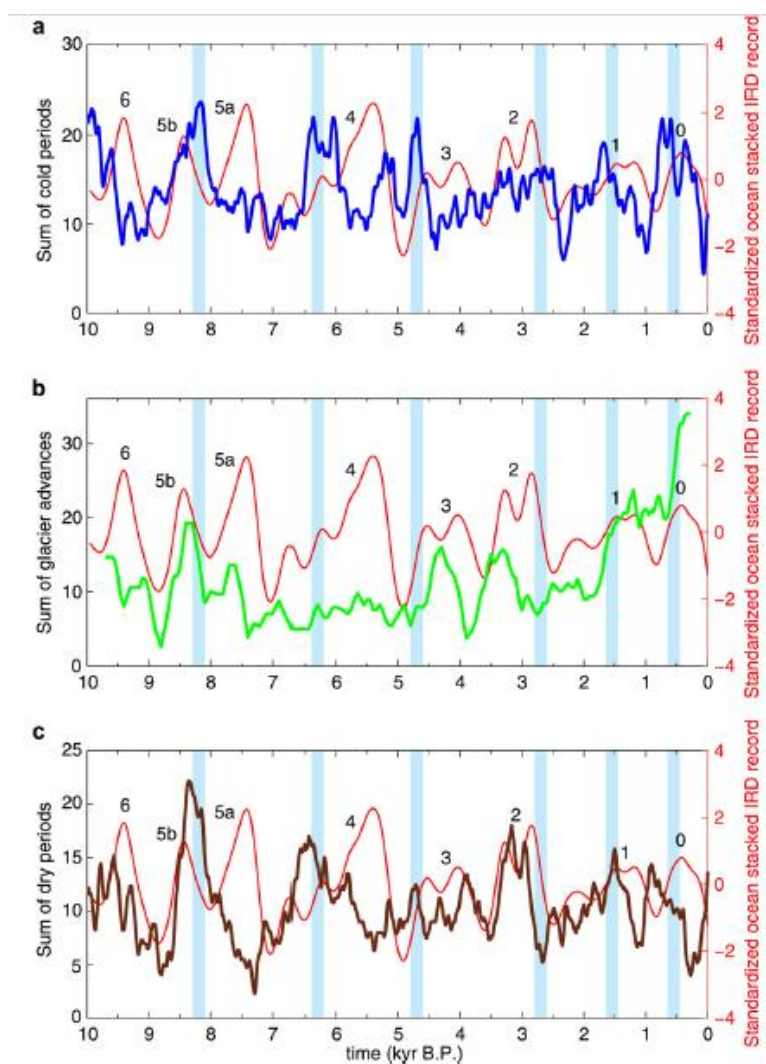 a
30
20
10
0
Sum of cold periods
6
5b
5a
4
3
2
1
0
4
2
0
-2
-4
Standardized ocean stacked IRD record
10 9 8 7 6 5 4 3 2 1 0
b
30
20
10
0
Sum of glacier advances
6
5b
5a
4
3
2
1
0
4
2
0
-2
-4
Standardized ocean stacked IRD record
10 9 8 7 6 5 4 3 2 1 0
c
25
20
15
10
5
0
Sum of dry periods
6
5b
5a
4
3
2
1
0
4
2
0
-2
-4
Standardized ocean stacked IRD record
10 9 8 7 6 5 4 3 2 1 0
time (kyr B.P.)